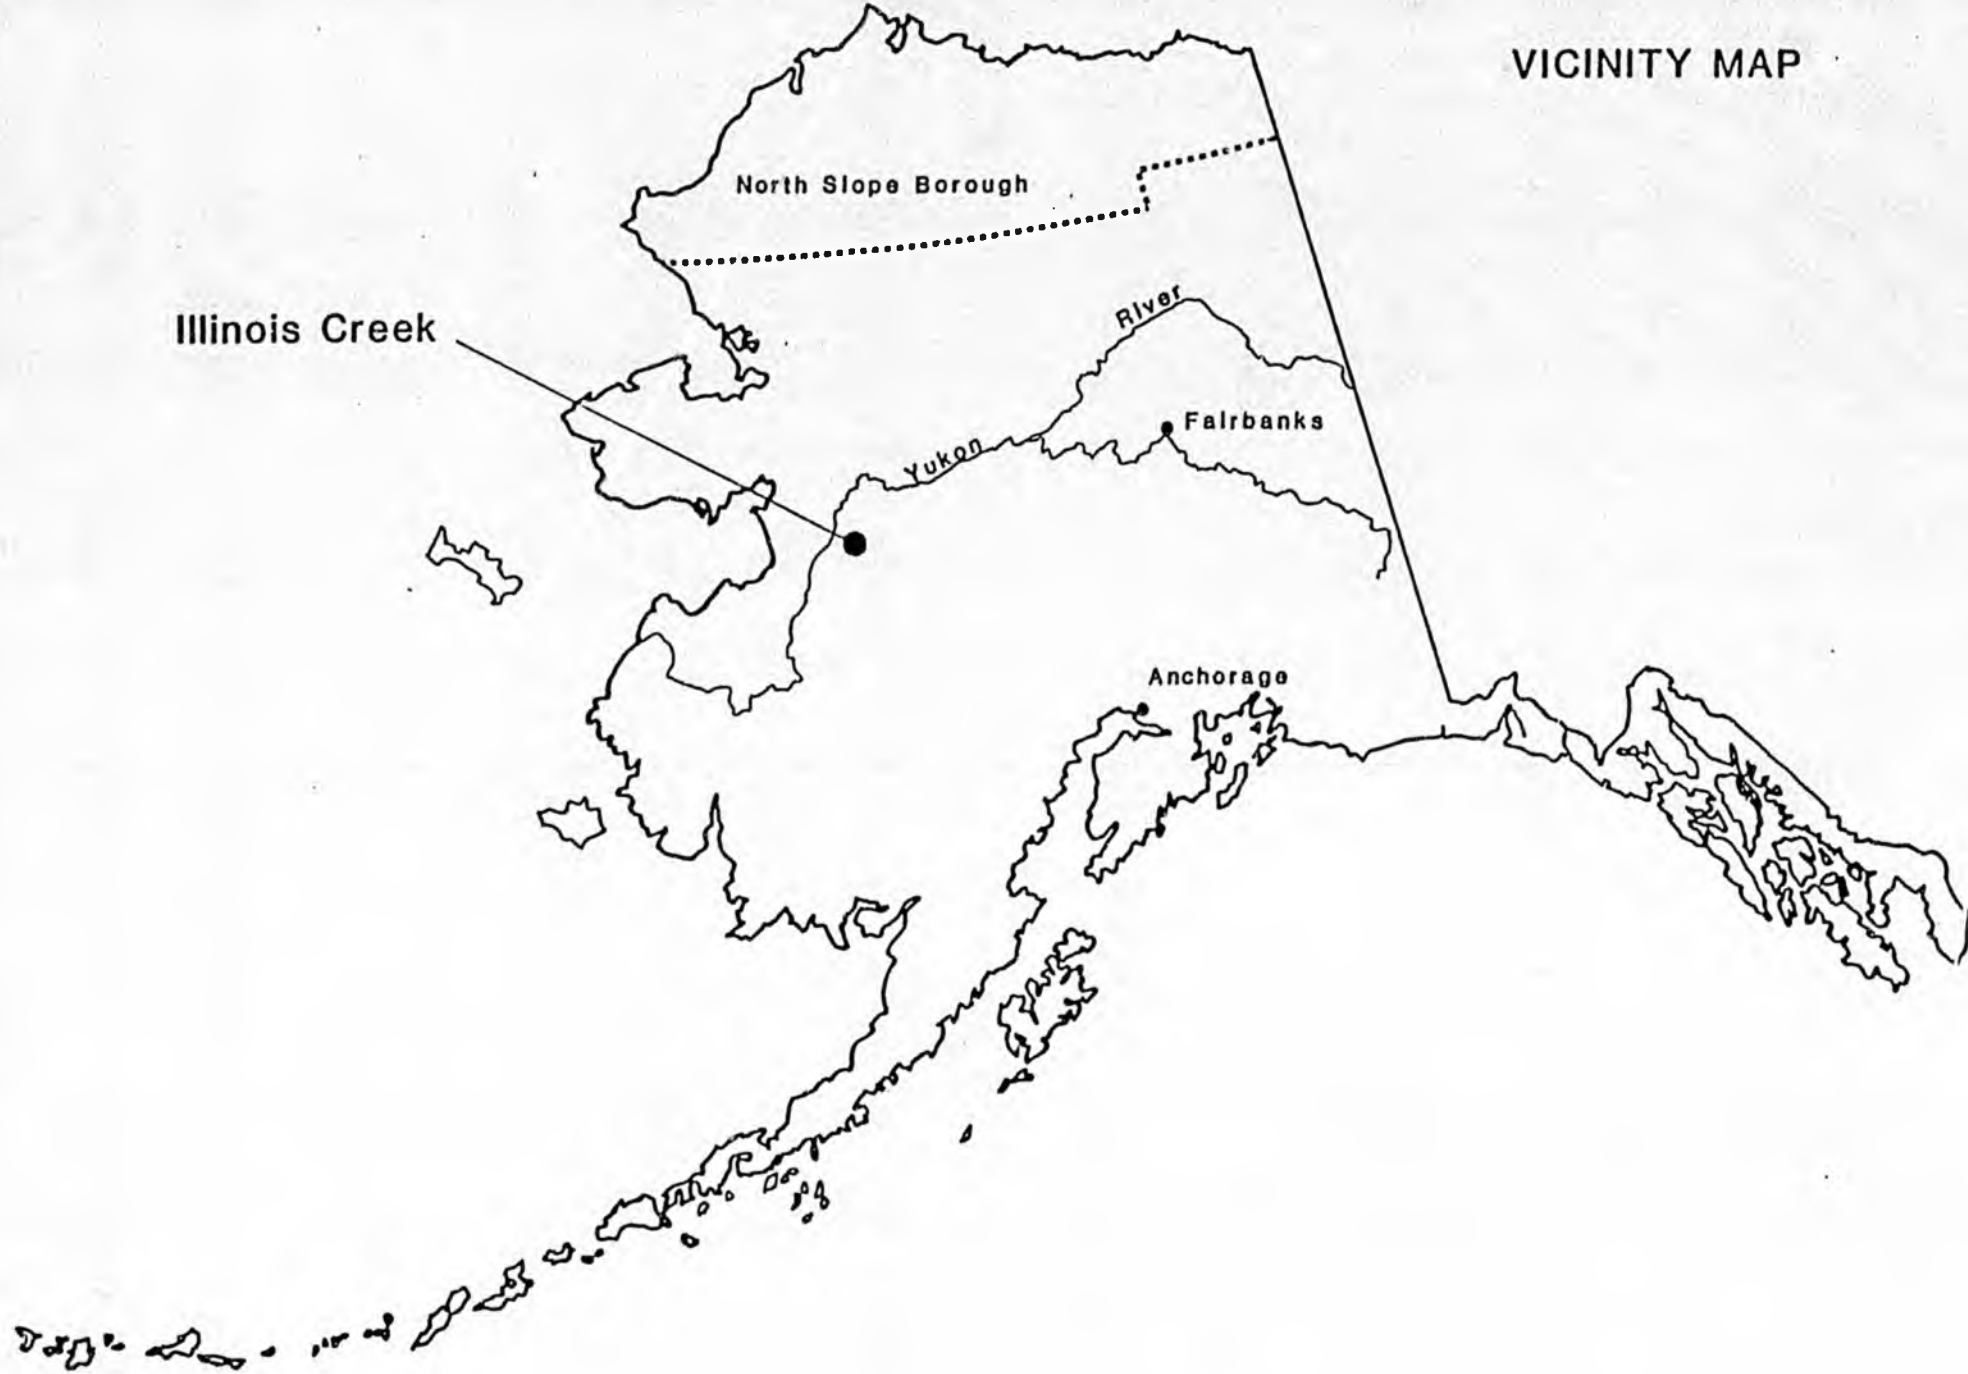 VICINITY MAP
North Slope Borough
Illinois Creek
Yukon River
Fairbanks
Anchorage